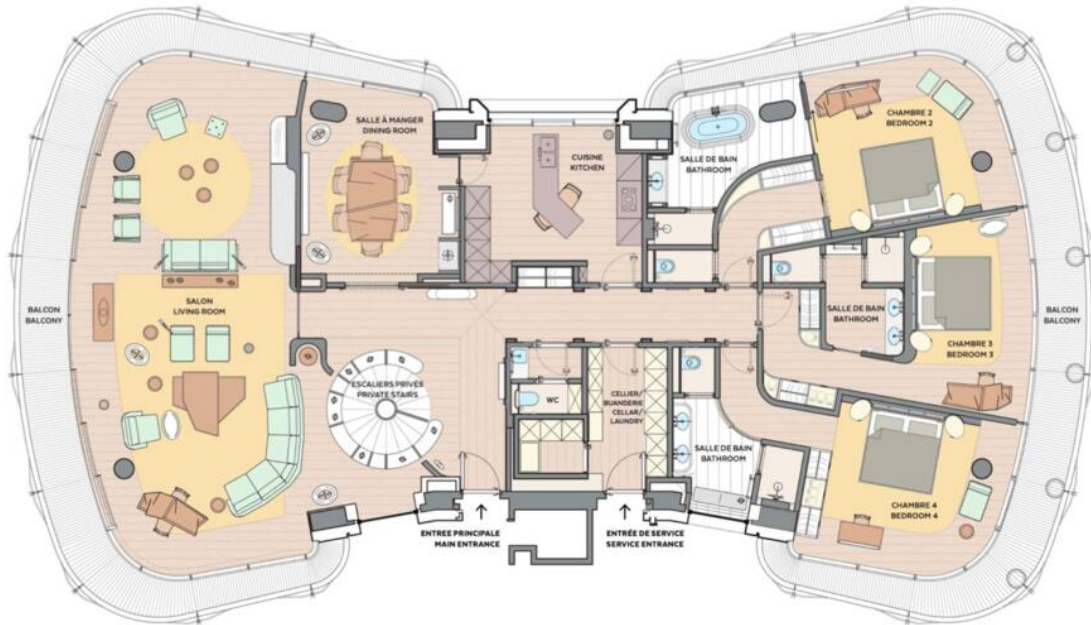 SALLE À MANGER
DINING ROOM
CUISINE
KITCHEN
SALLE DE BAIN
BATHROOM
CHAMBRE 2
BEDROOM 2
BALCON
BALCONY
SALON
LIVING ROOM
SALLE DE BAIN
BATHROOM
CHAMBRE 3
BEDROOM 3
BALCON
BALCONY
ESCALIERS PRIVÉS
PRIVATE STAIRS
WC
CELLIER/
BUANDERIE
CELLAR/
LAUNDRY
SALLE DE BAIN
BATHROOM
CHAMBRE 4
BEDROOM 4
ENTRÉE PRINCIPALE
MAIN ENTRANCE
ENTRÉE DE SERVICE
SERVICE ENTRANCE